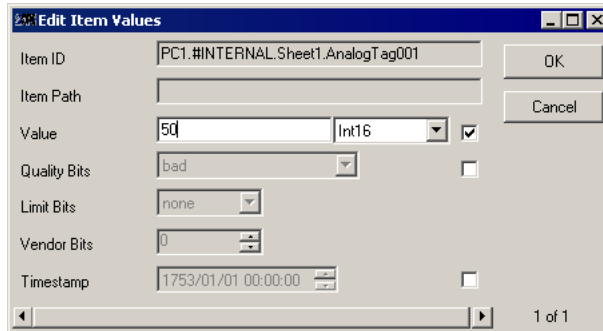 Edit Item Values
Item ID
PC1.#INTERNAL.Sheet1.AnalogTag001
OK
Item Path
Cancel
Value
50
Int16
Quality Bits
bad
Limit Bits
none
Vendor Bits
0
Timestamp
1753/01/01 00:00:00
1 of 1